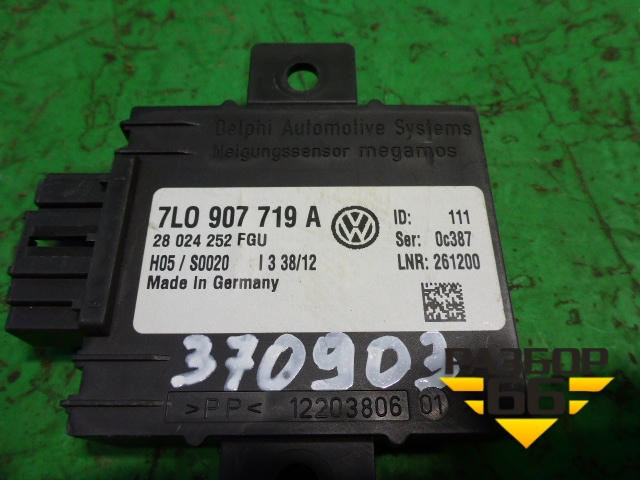 Delphi Automotive Systems
Neigungssensor megamos
7L0 907 719 A
28 024 252 FGU
H05 / S0020 I 3 38/12
Made in Germany
ID: 111
Ser: 0c387
LNR: 261200
370903
>PP< 12203806 01
РАЗБОР
66